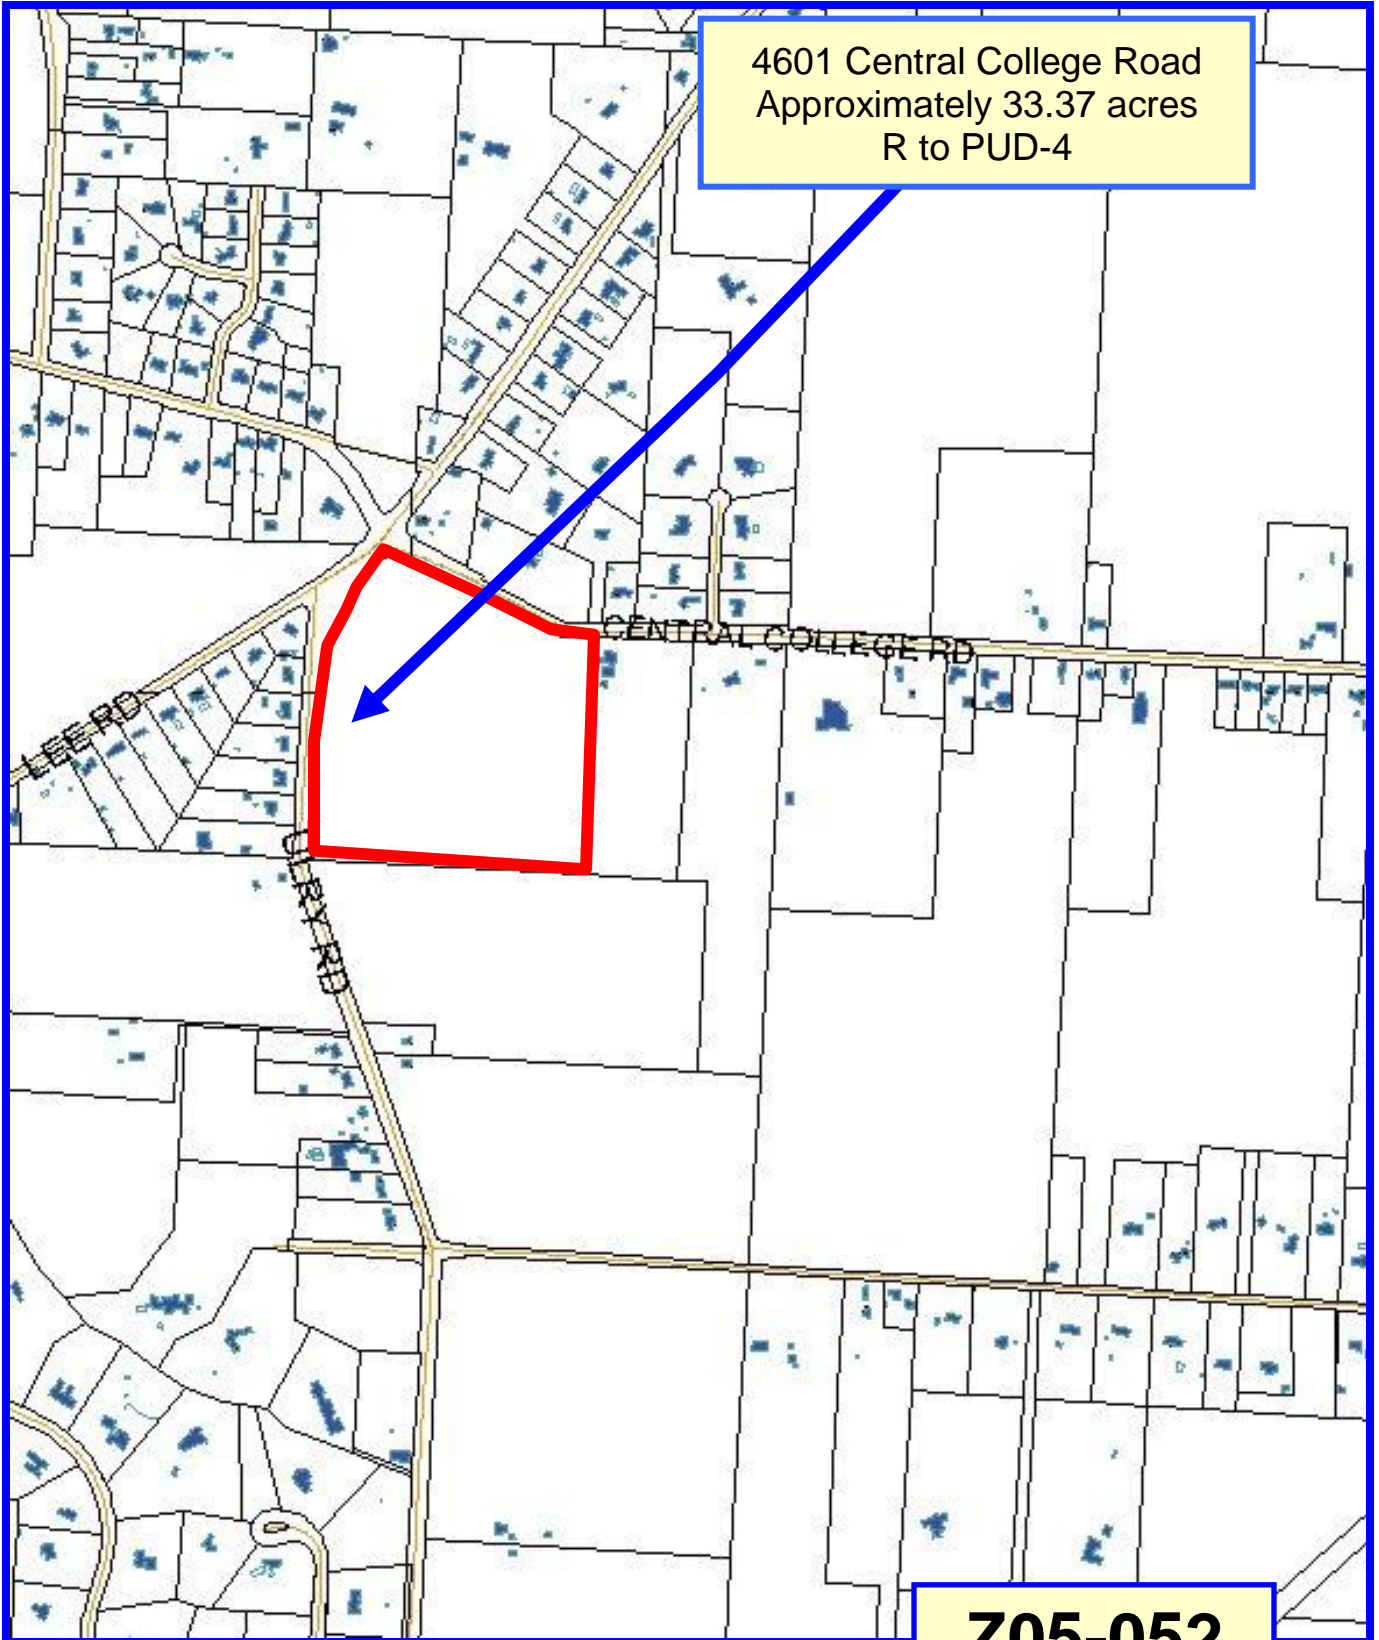 4601 Central College Road
Approximately 33.37 acres
R to PUD-4
CENTRAL COLLEGE RD
LEE RD
RD
Z05-052